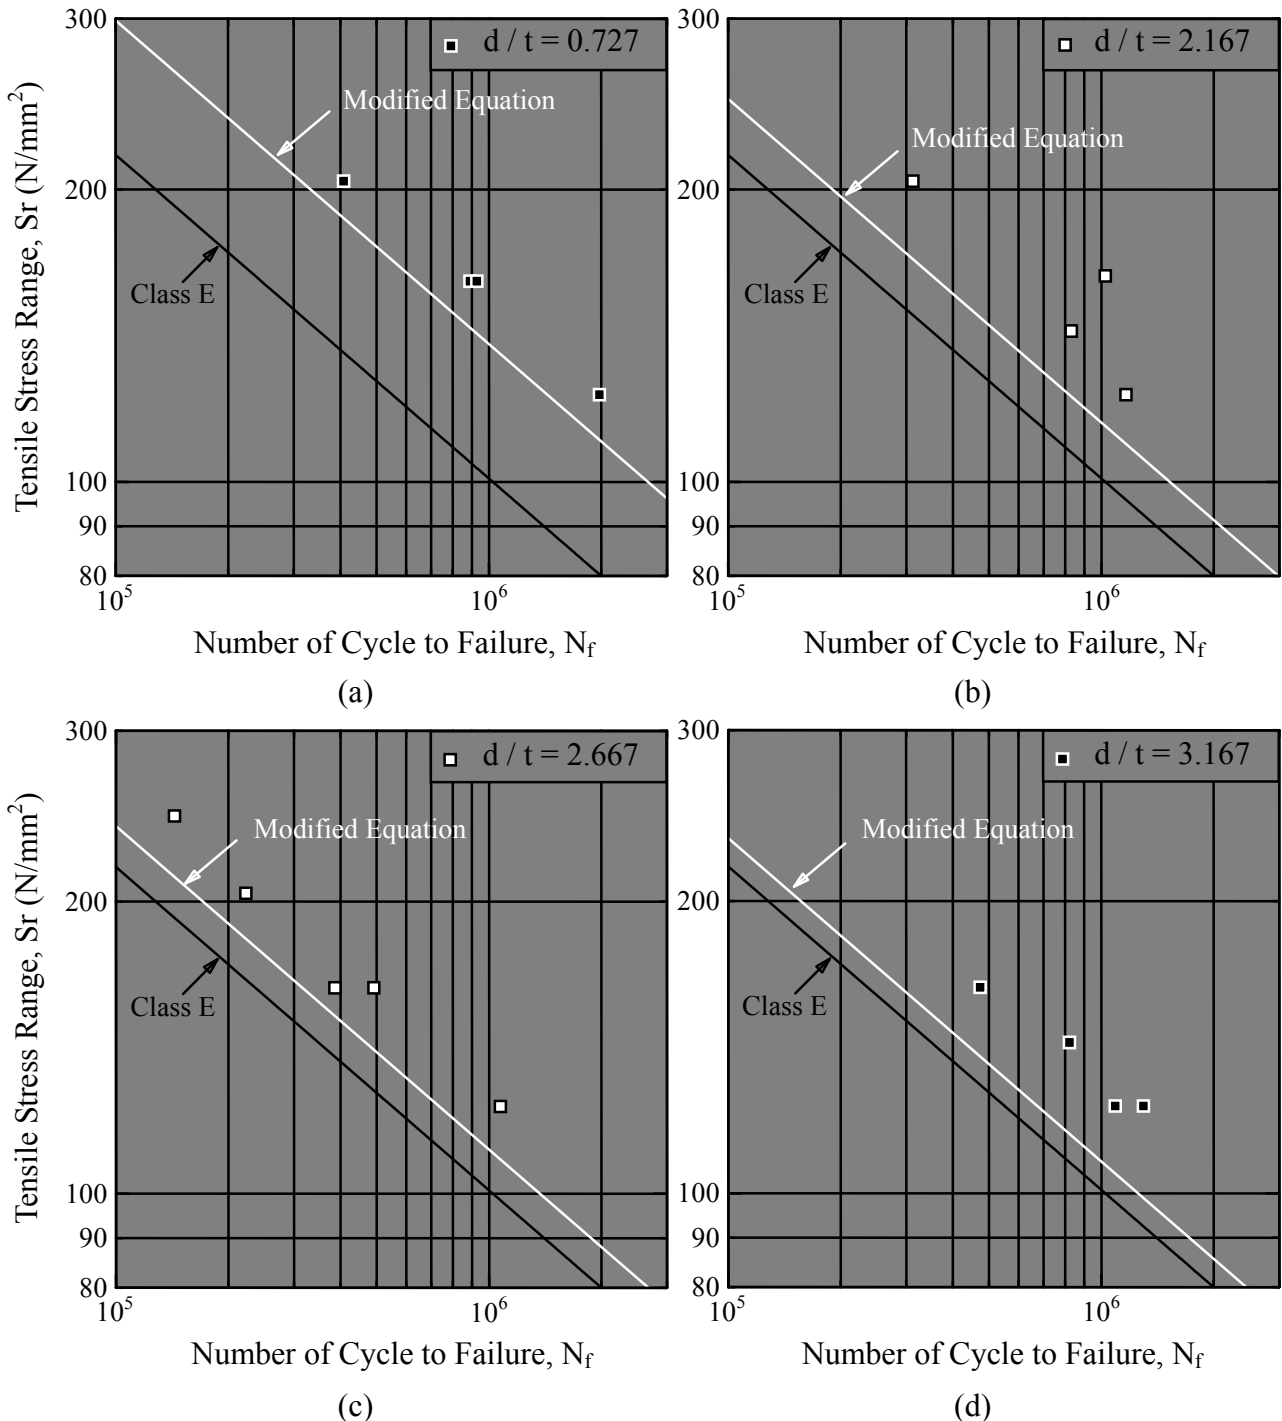 300
d / t = 0.727
Modified Equation
200
Class E
100
90
80
10^5
10^6
Tensile Stress Range, Sr (N/mm^2)
Number of Cycle to Failure, N_f
(a)
300
d / t = 2.167
Modified Equation
200
Class E
100
90
80
10^5
10^6
Number of Cycle to Failure, N_f
(b)
300
d / t = 2.667
Modified Equation
200
Class E
100
90
80
10^5
10^6
Tensile Stress Range, Sr (N/mm^2)
Number of Cycle to Failure, N_f
(c)
300
d / t = 3.167
Modified Equation
200
Class E
100
90
80
10^5
10^6
Number of Cycle to Failure, N_f
(d)